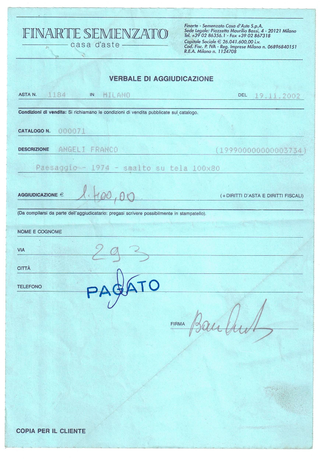 FINARTE SEMENZATO
casa d'aste
Finarte - Semenzato Casa d'Aste S.p.A.
Sede Legale: Piazzetta Maurilio Bossi, 4 - 20121 Milano
Tel. +39 02 863561 - Fax +39 02 867318
Capitale Sociale € 26.041.600,00 i.v.
Cod. Fisc. P. IVA - Reg. Imprese Milano n. 06896840151
R.E.A. Milano n. 1124708
VERBALE DI AGGIUDICAZIONE
ASTA N. 1184 IN MILANO DEL 19.11.2002
Condizioni di vendita: Si richiamano le condizioni di vendita pubblicate sul catalogo.
CATALOGO N. 000071
DESCRIZIONE ANGELI FRANCO (199900000000003734)
Paesaggio - 1974 - smalto su tela 100x80
AGGIUDICAZIONE € 1.400,00 (+ DIRITTI D'ASTA E DIRITTI FISCALI)
(Da compilarsi da parte dell'aggiudicatario: pregasi scrivere possibilmente in stampatello).
NOME E COGNOME
VIA 293
CITTÀ
TELEFONO PAGATO
FIRMA
COPIA PER IL CLIENTE